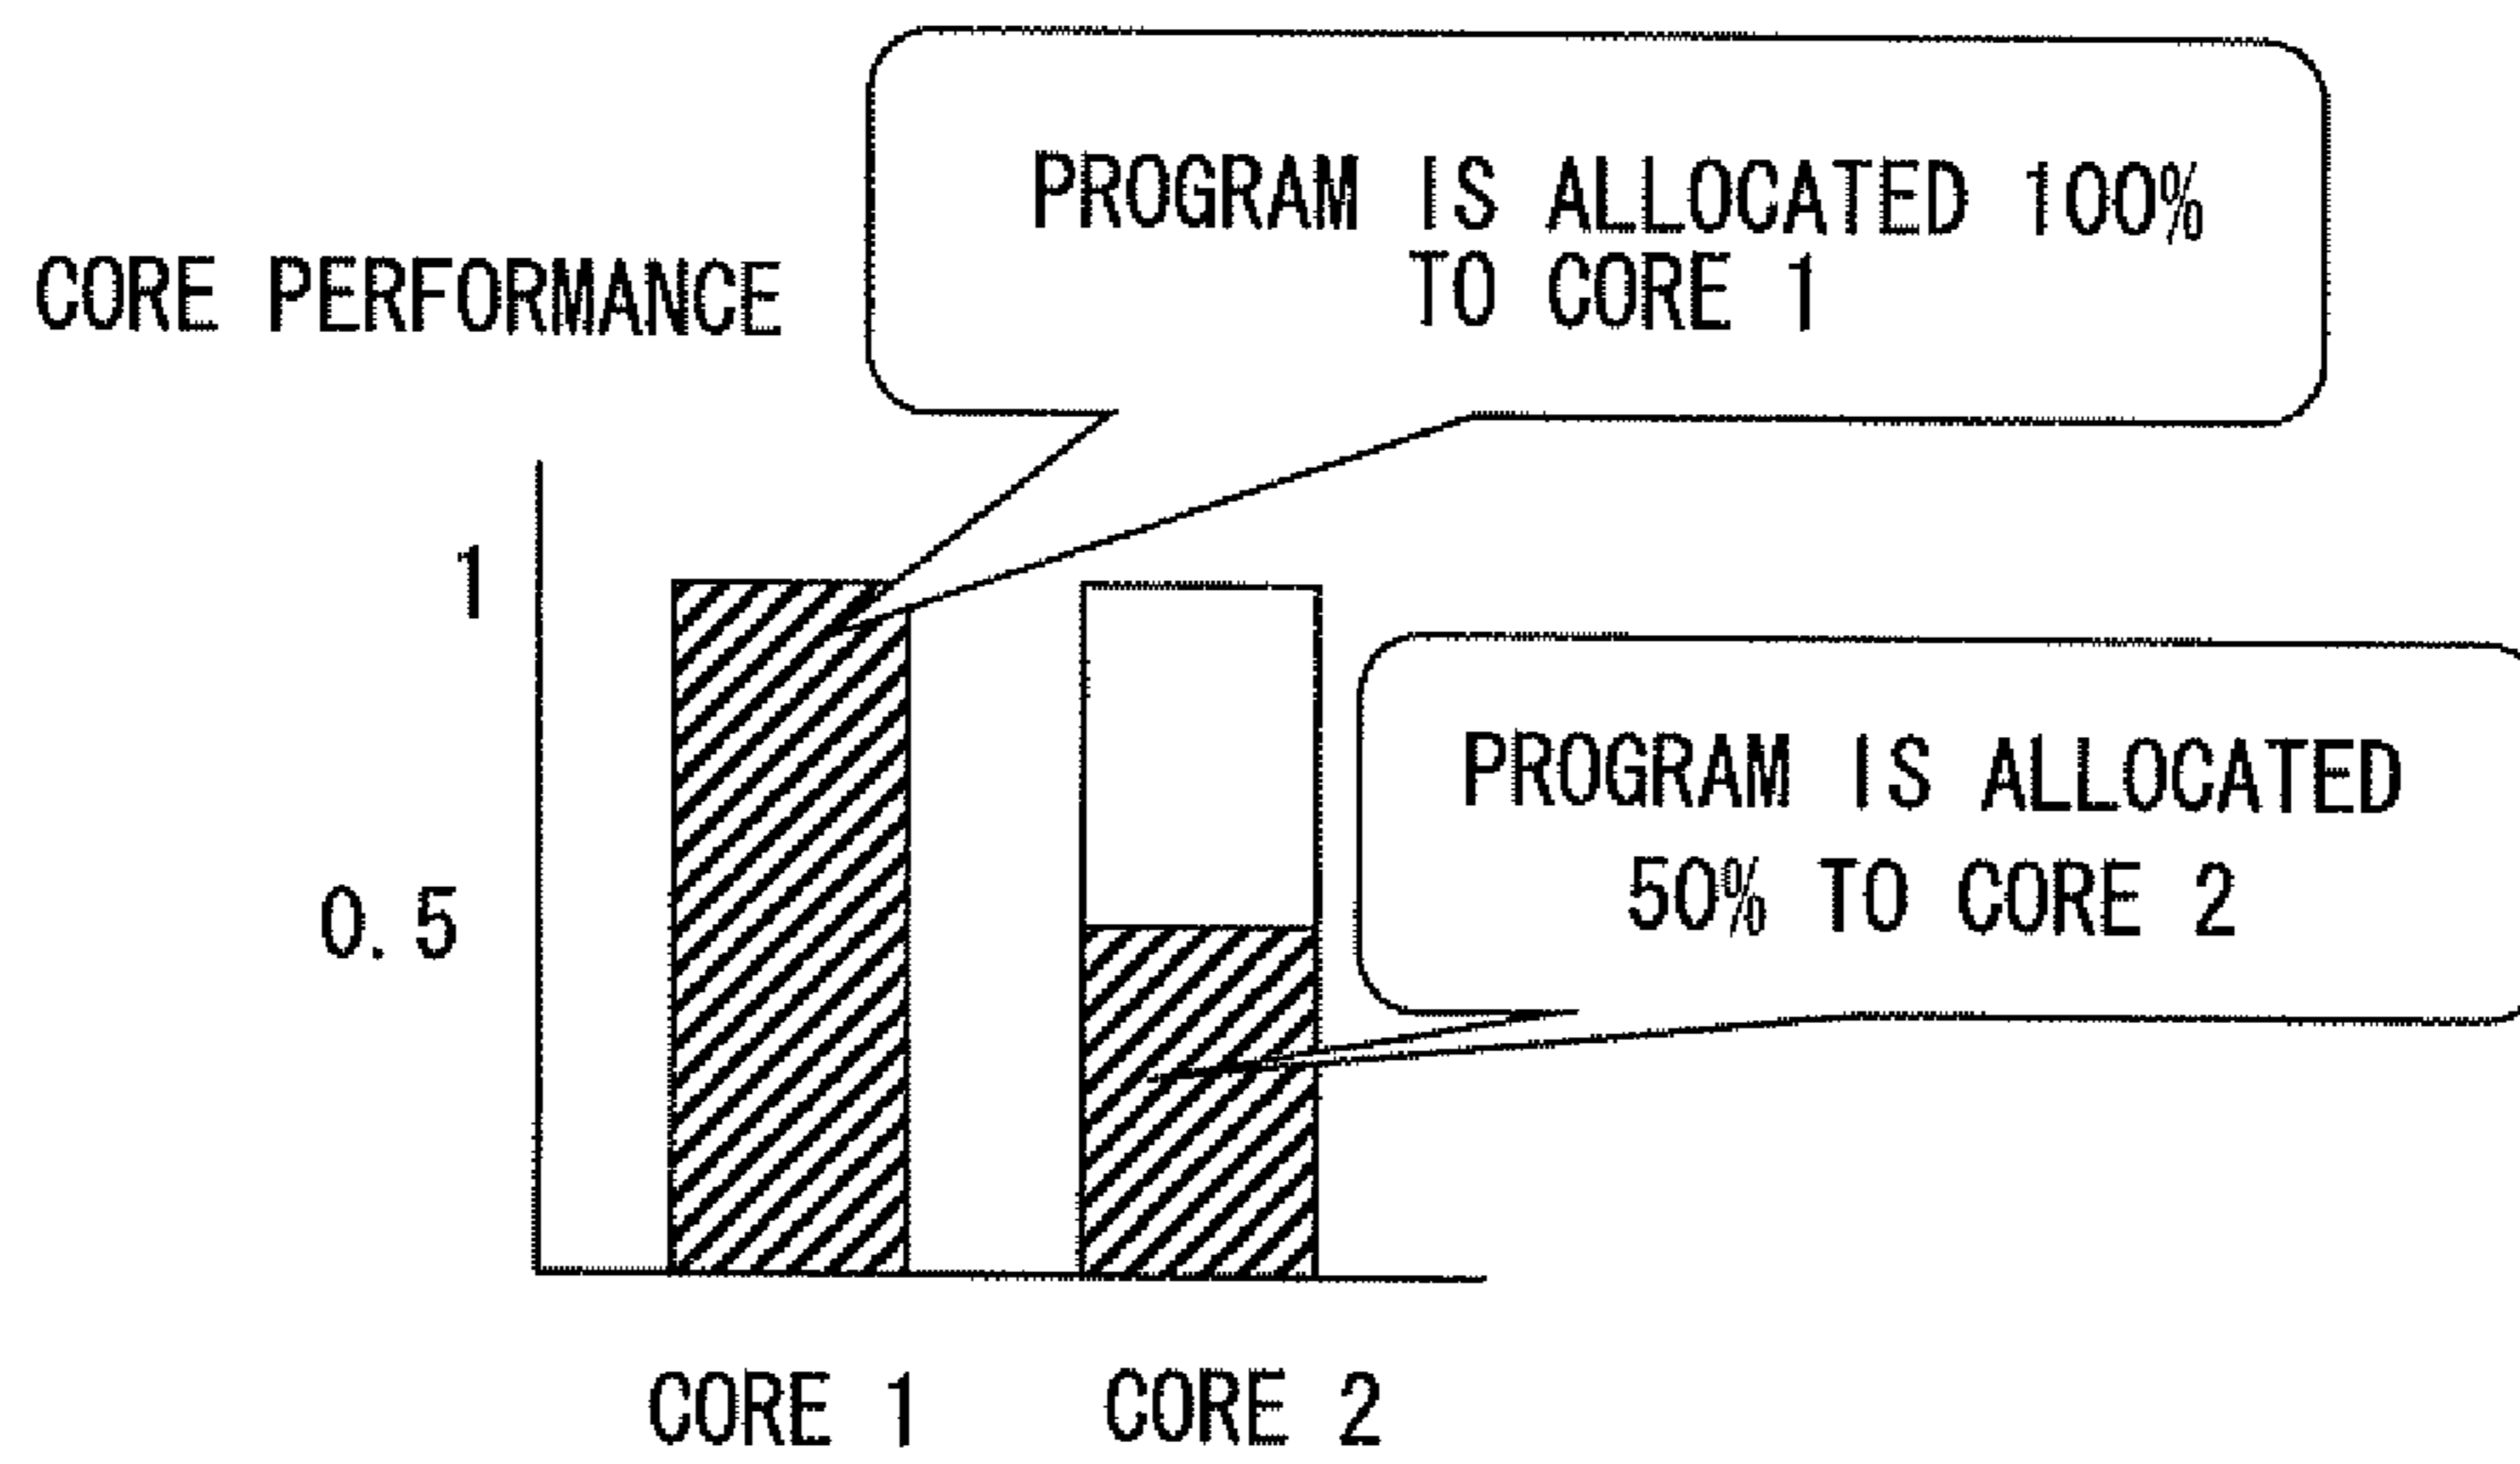 PROGRAM IS ALLOCATED 100%
TO CORE 1
CORE PERFORMANCE
1
PROGRAM IS ALLOCATED
50% TO CORE 2
0.5
CORE 1
CORE 2